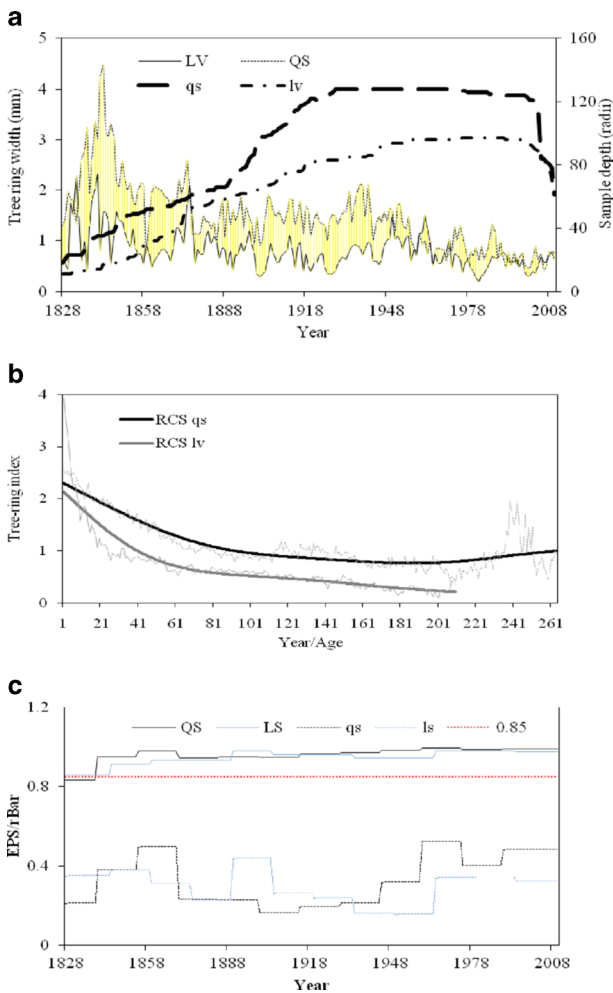 a
5 160
LV QS
qs lv
4 120
3
80
2
40
1
0 0
1828 1858 1888 1918 1948 1978 2008
Year
Tree ring width (mm)
Sample depth (radii)
b
4
RCS qs
RCS lv
3
2
1
0
1 21 41 61 81 101 121 141 161 181 201 221 241 261
Year/Age
Tree-ring index
c
1.2
QS LS qs ls 0.85
0.8
0.4
0
1828 1858 1888 1918 1948 1978 2008
Year
EPS/rBar